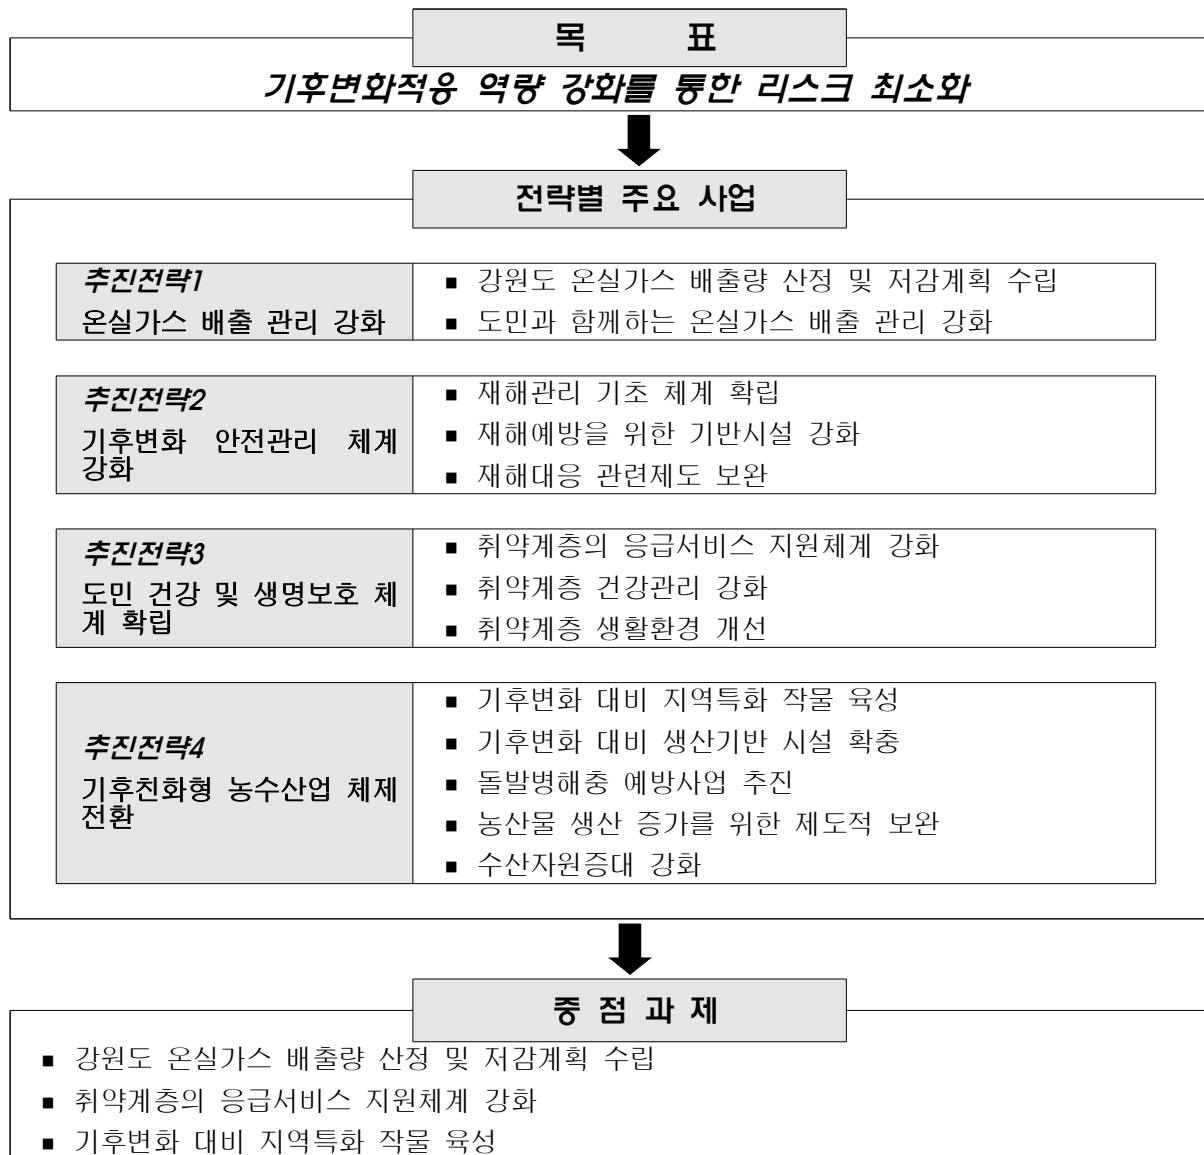 목 표
기후변화적응 역량 강화를 통한 리스크 최소화
전략별 주요 사업
추진전략1
온실가스 배출 관리 강화
■ 강원도 온실가스 배출량 산정 및 저감계획 수립
■ 도민과 함께하는 온실가스 배출 관리 강화
추진전략2
기후변화 안전관리 체계
강화
■ 재해관리 기초 체계 확립
■ 재해예방을 위한 기반시설 강화
■ 재해대응 관련제도 보완
추진전략3
도민 건강 및 생명보호 체
계 확립
■ 취약계층의 응급서비스 지원체계 강화
■ 취약계층 건강관리 강화
■ 취약계층 생활환경 개선
추진전략4
기후친화형 농수산업 체제
전환
■ 기후변화 대비 지역특화 작물 육성
■ 기후변화 대비 생산기반 시설 확충
■ 돌발병해충 예방사업 추진
■ 농산물 생산 증가를 위한 제도적 보완
■ 수산자원증대 강화
중 점 과 제
■ 강원도 온실가스 배출량 산정 및 저감계획 수립
■ 취약계층의 응급서비스 지원체계 강화
■ 기후변화 대비 지역특화 작물 육성